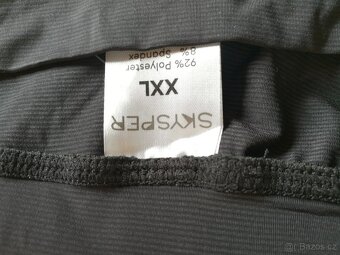 SKYSPER
XXL
92% Polyester
8% Spandex
Bazos.cz